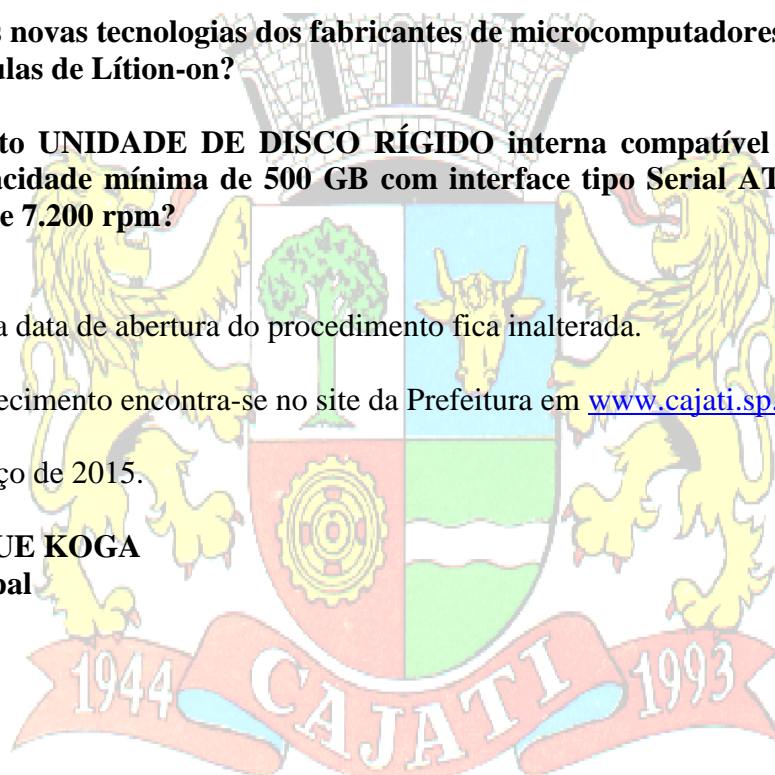 s novas tecnologias dos fabricantes de microcomputadores
ulas de Lítion-on?
to UNIDADE DE DISCO RÍGIDO interna compatível
acidade mínima de 500 GB com interface tipo Serial AT
e 7.200 rpm?
a data de abertura do procedimento fica inalterada.
ecimento encontra-se no site da Prefeitura em www.cajati.sp.
ço de 2015.
UE KOGA
pal
1944 CAJATI 1993